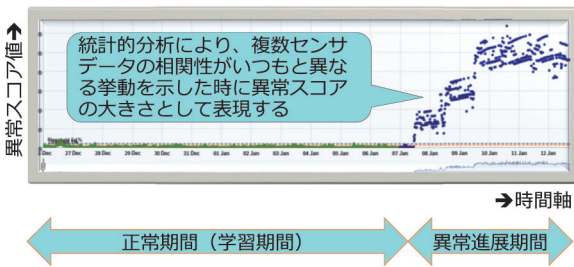 異常スコア値➔
統計的分析により、複数センサ
データの相関性がいつもと異な
る挙動を示した時に異常スコア
の大きさとして表現する
Dec 27 Dec 28 Dec 29 Dec 30 Dec 31 Dec 01 Jan 02 Jan 03 Jan 04 Jan 05 Jan 06 Jan 07 Jan 08 Jan 09 Jan 10 Jan 11 Jan 12 Jan
➔時間軸
正常期間（学習期間） 異常進展期間